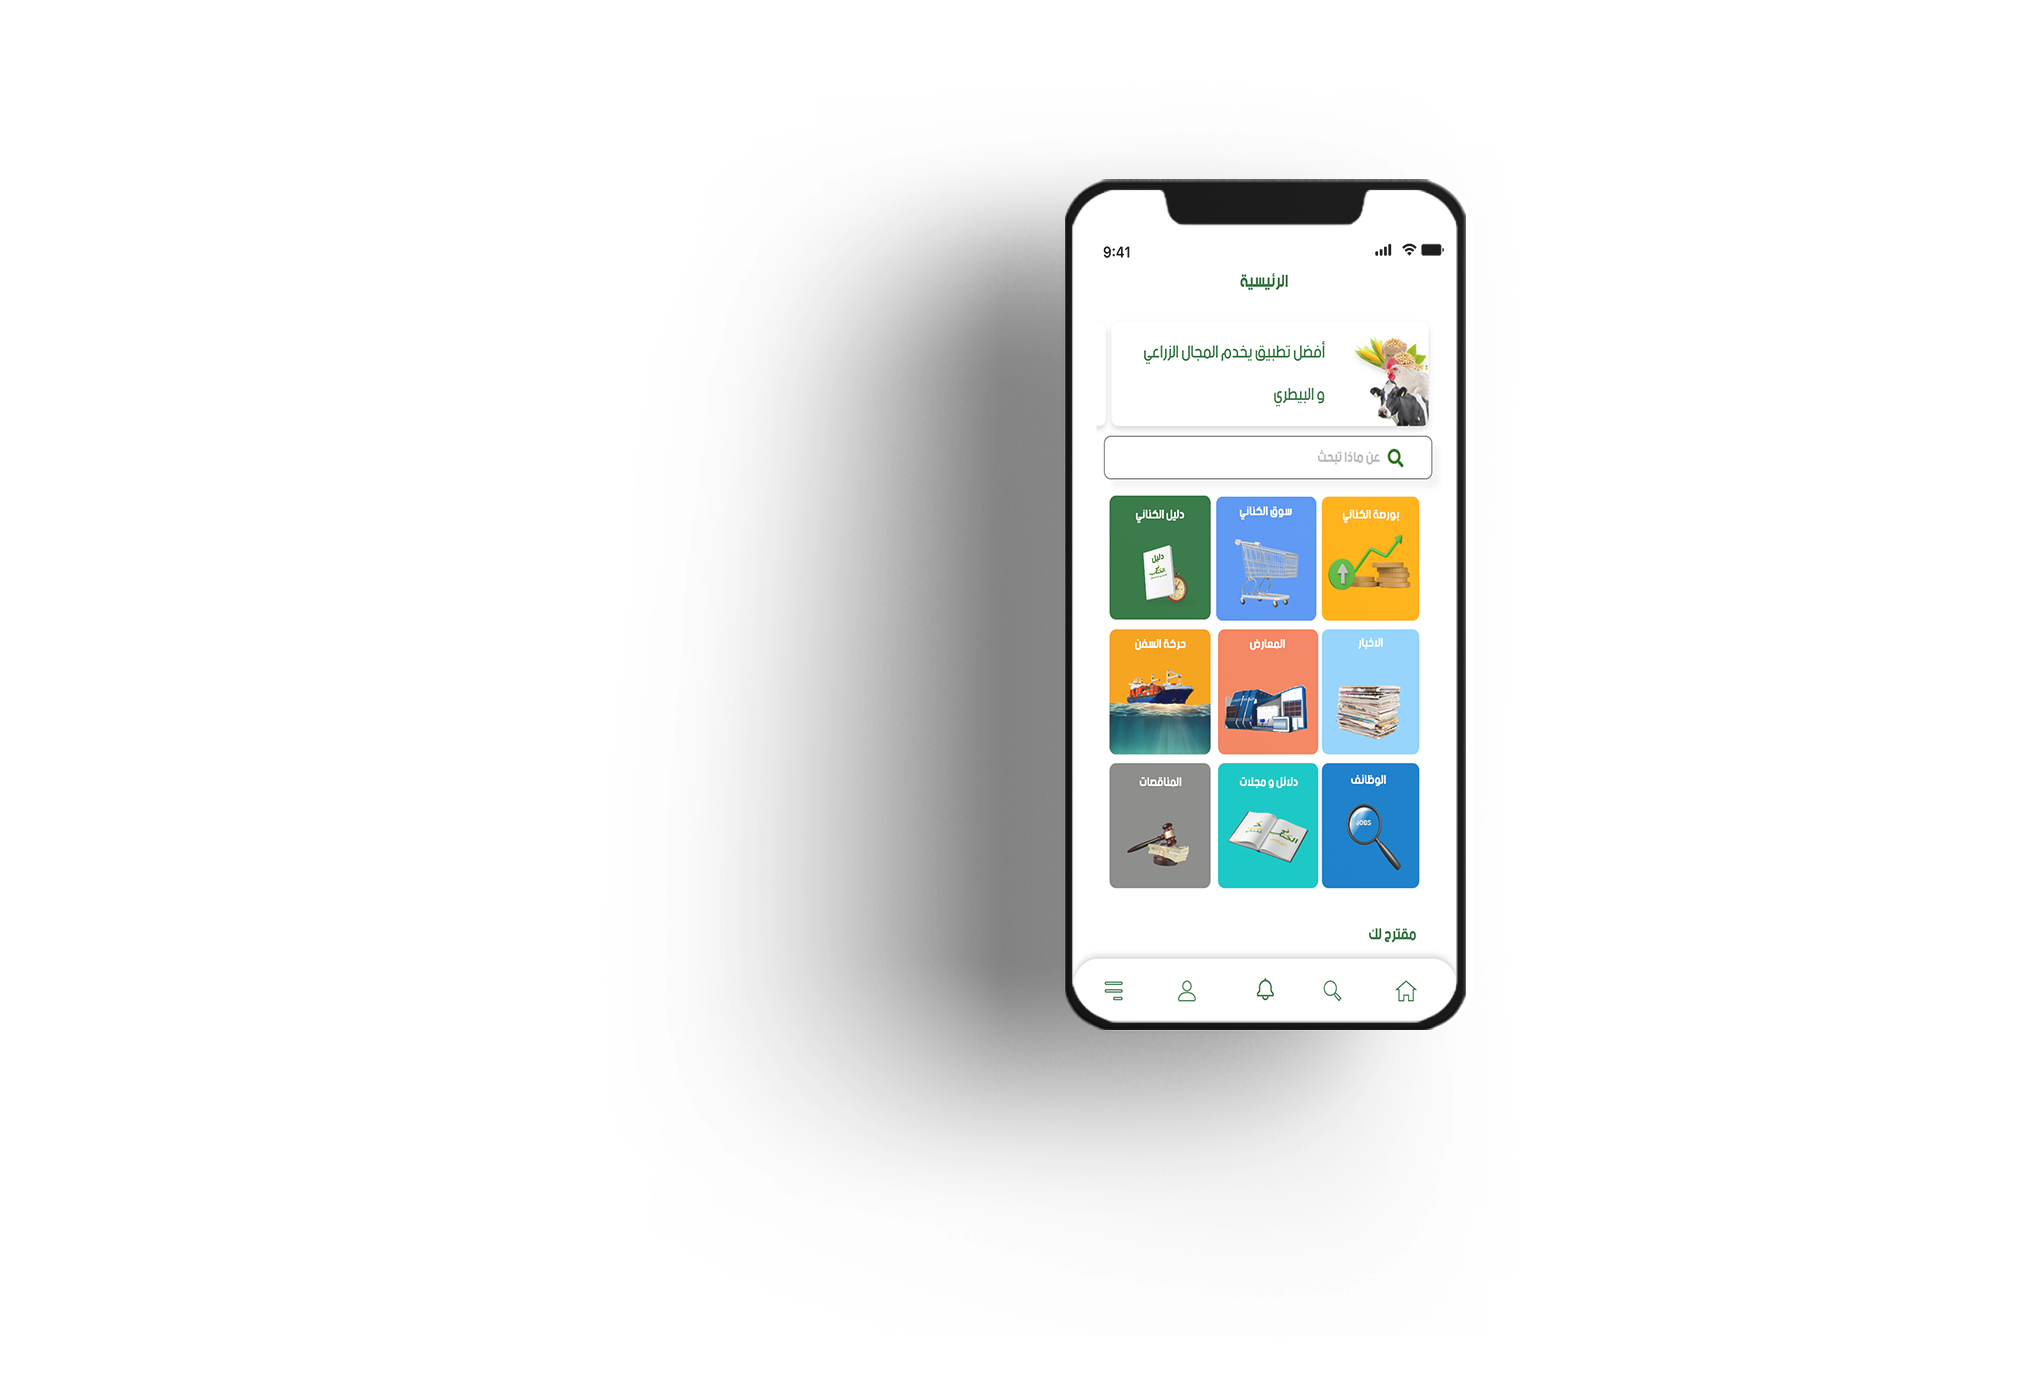 9:41
الرئيسية
أفضل تطبيق يخدم المجال الزراعي
و البيطري
عن ماذا تبحث
بورصة الكناني
سوق الكناني
دليل الكناني
دليل
الاخبار
المعارض
حركة السفن
الوظائف
JOBS
دلائل و مجلات
المناقصات
مقترح لك